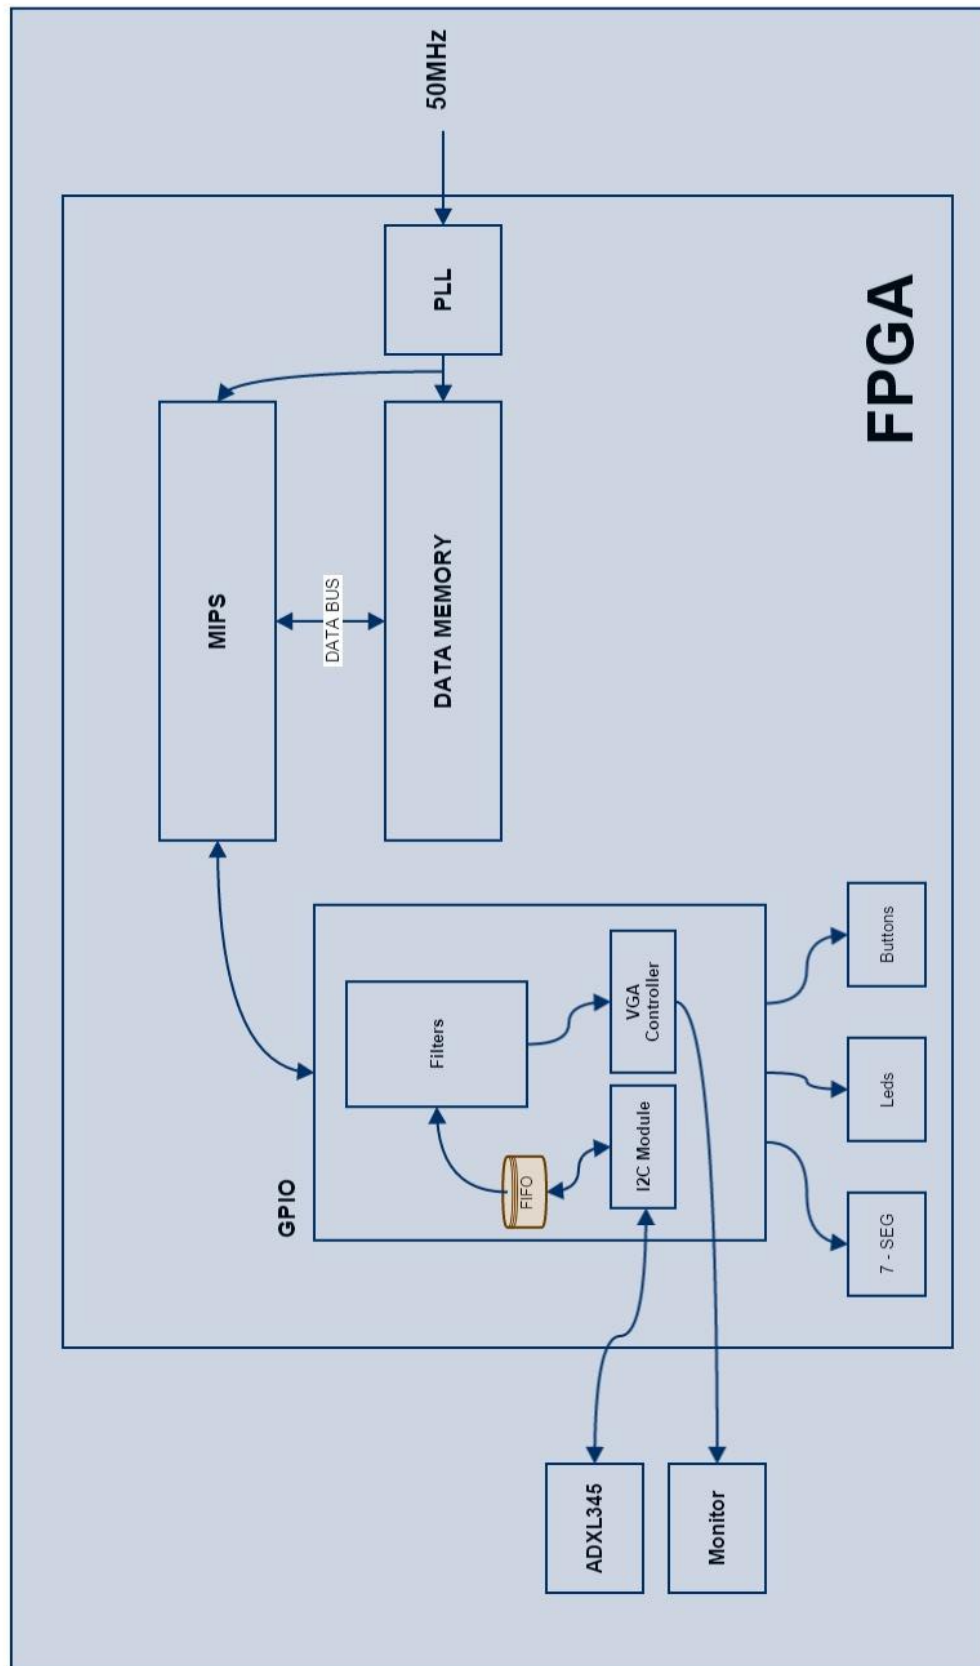 ADXL345
Monitor
GPIO
FIFO
Filters
I2C Module
VGA
Controller
7 - SEG
Leds
Buttons
MIPS
DATA BUS
DATA MEMORY
PLL
50MHz
FPGA